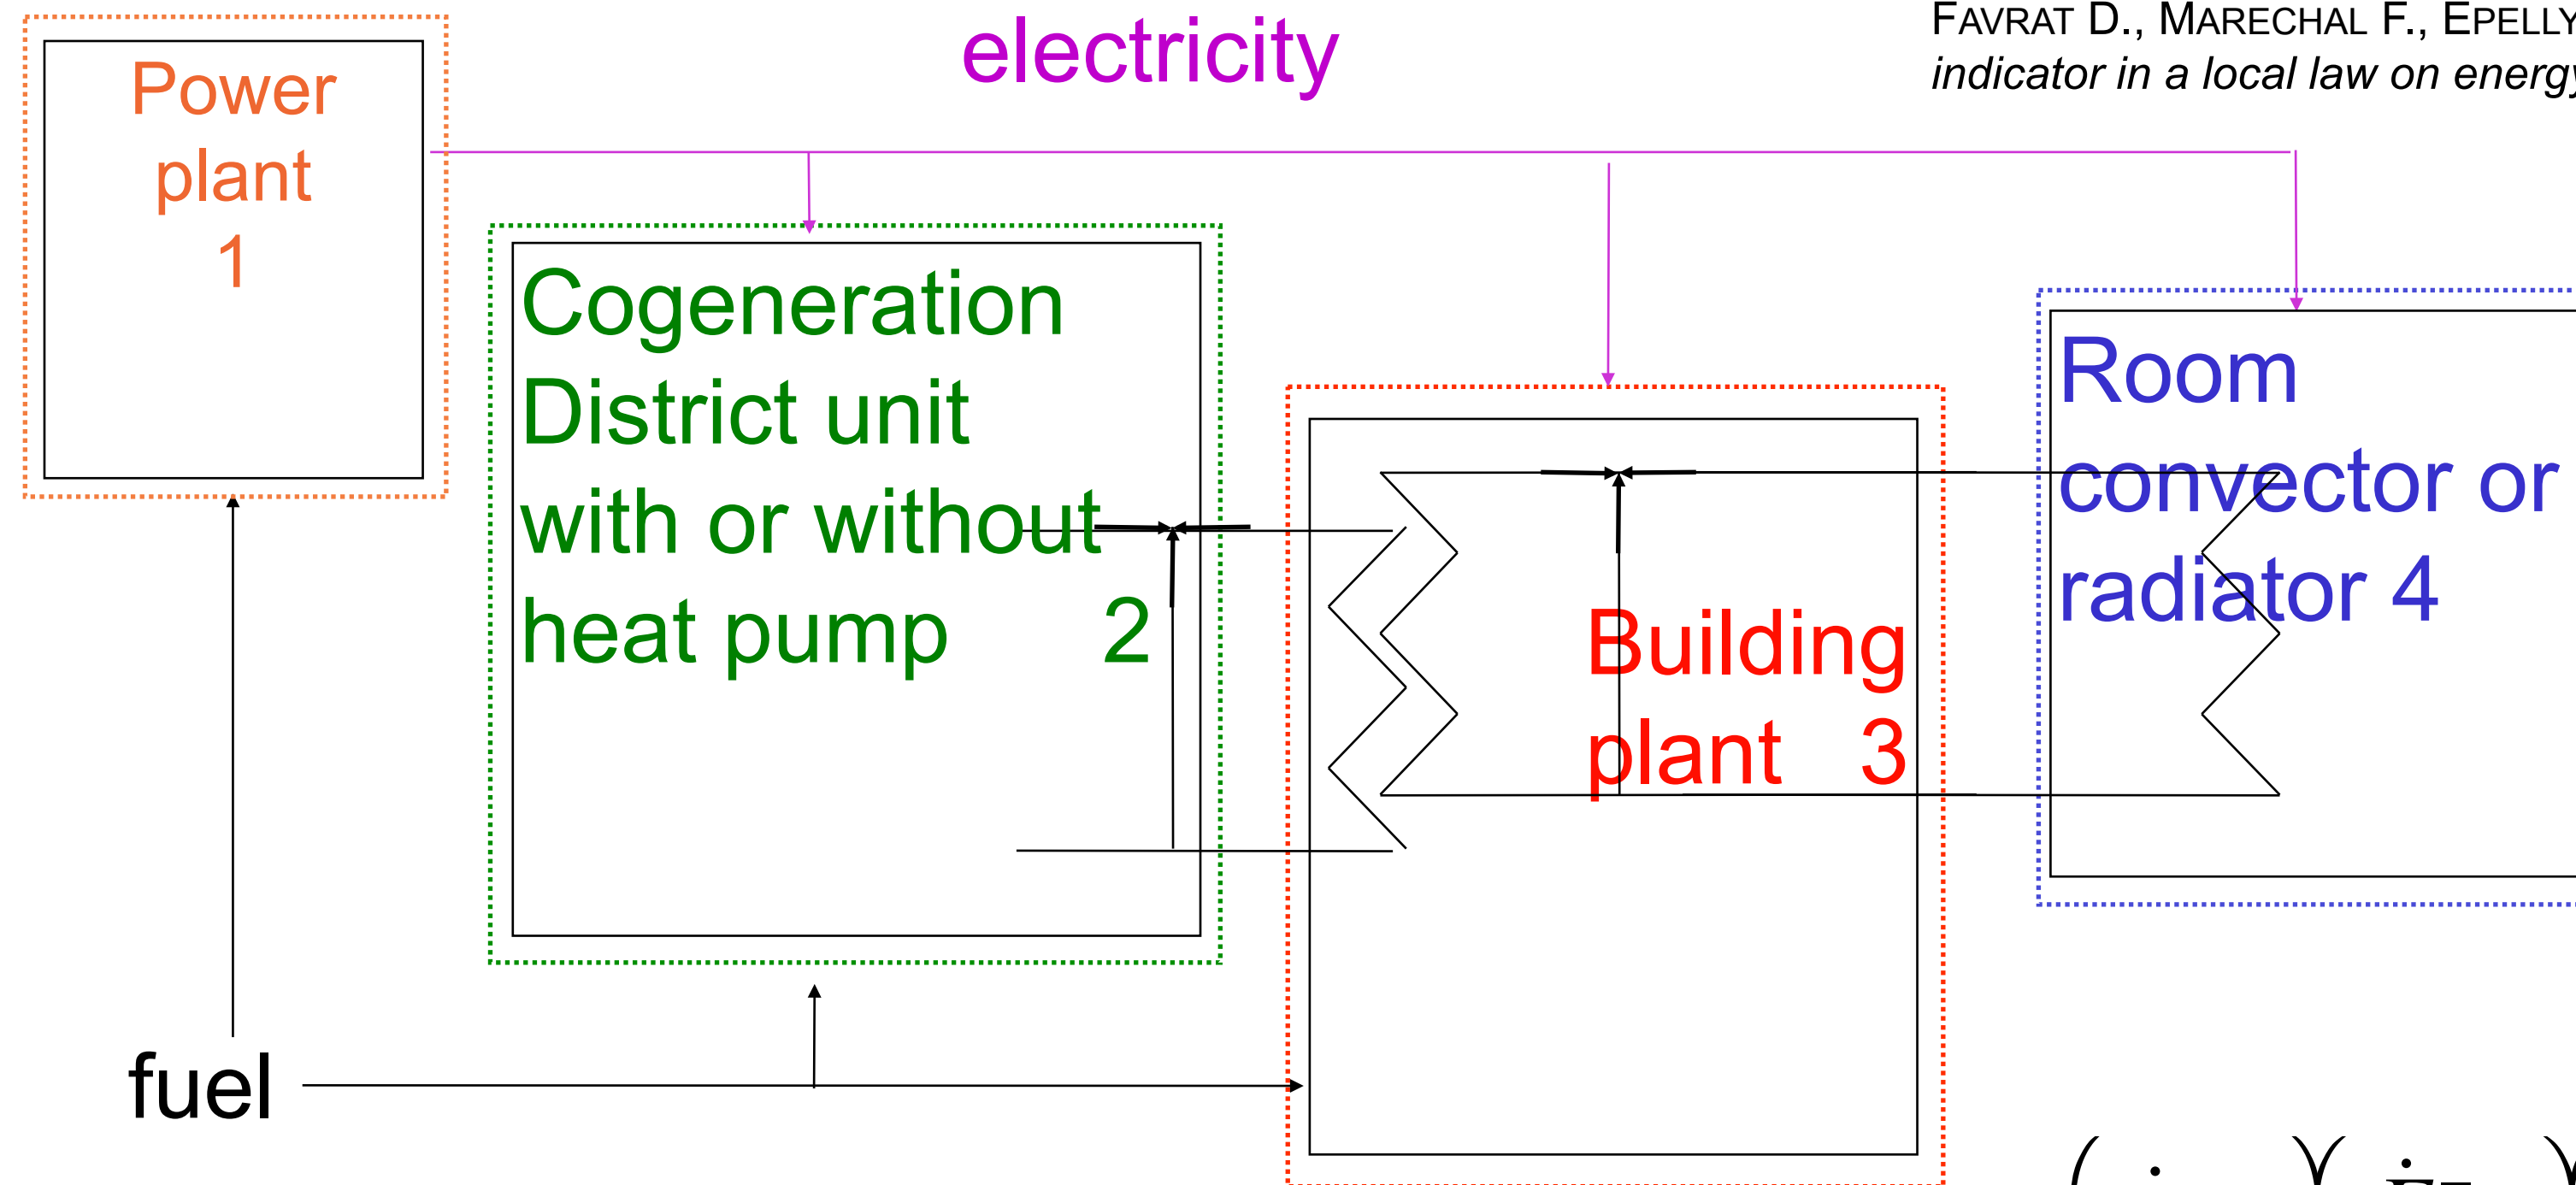 electricity
FAVRAT D., MARECHAL F., EPELLY
indicator in a local law on energy
Power
plant
1
Cogeneration
District unit
with or without
heat pump 2
Building
plant 3
Room
convector or
radiator 4
fuel